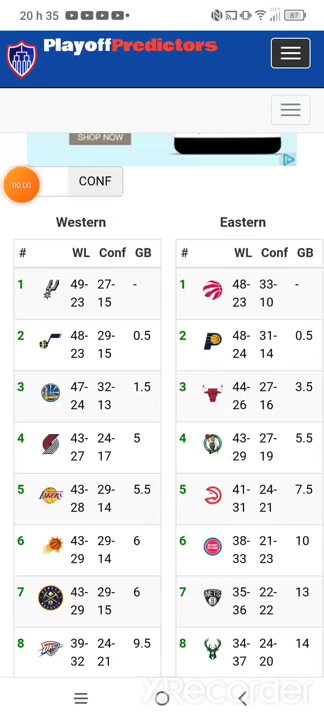 20 h 35
87
PlayoffPredictors
SHOP NOW
00:00
CONF
Western
Eastern
# WL Conf GB
1 49-23 27-15 -
2 48-23 29-15 0.5
3 47-24 32-13 1.5
4 43-27 24-17 5
5 43-28 29-14 5.5
6 43-29 29-14 6
7 43-29 29-15 6
8 39-32 24-21 9.5
# WL Conf GB
1 48-23 33-10 -
2 48-24 31-14 0.5
3 44-26 27-16 3.5
4 43-29 27-19 5.5
5 41-31 24-21 7.5
6 38-33 21-23 10
7 35-36 22-22 13
8 34-37 24-20 14
XRecorder